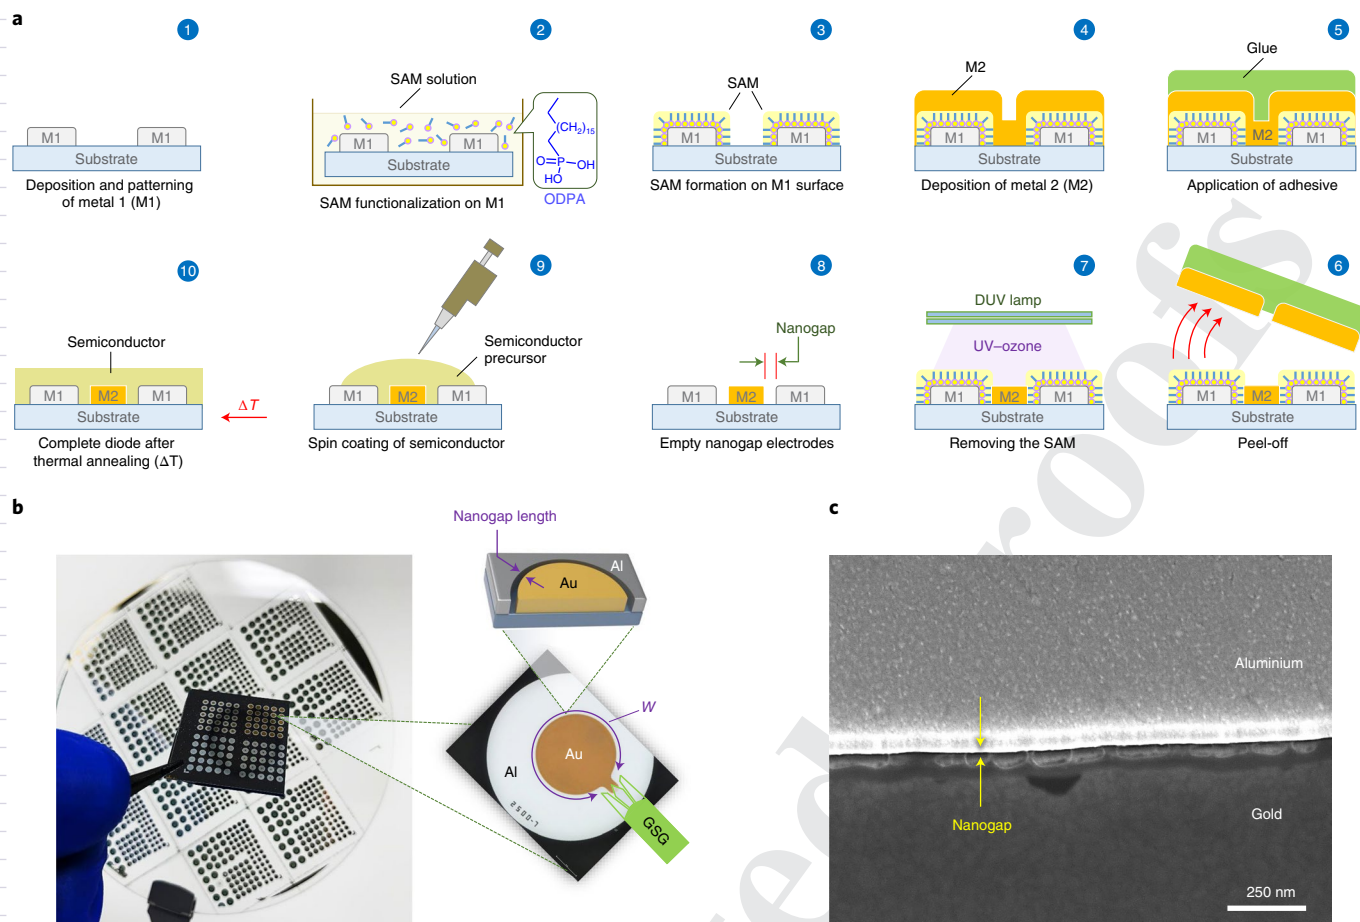 a
1
M1
M1
Substrate
Deposition and patterning
of metal 1 (M1)
2
SAM solution
M1
M1
Substrate
SAM functionalization on M1
(CH2)15
O=P–OH
HO
ODPA
3
SAM
M1
M1
Substrate
SAM formation on M1 surface
4
M2
M1
M1
Substrate
Deposition of metal 2 (M2)
5
Glue
M1
M2
M1
Substrate
Application of adhesive
10
Semiconductor
M1
M2
M1
Substrate
Complete diode after
thermal annealing (ΔT)
ΔT
9
Semiconductor
precursor
M1
M2
M1
Substrate
Spin coating of semiconductor
8
Nanogap
M1
M2
M1
Substrate
Empty nanogap electrodes
7
DUV lamp
UV–ozone
M1
M2
M1
Substrate
Removing the SAM
6
M1
M2
M1
Substrate
Peel-off
b
Nanogap length
Al
Au
W
Au
Al
2500-7
GSG
c
Aluminium
Nanogap
Gold
250 nm